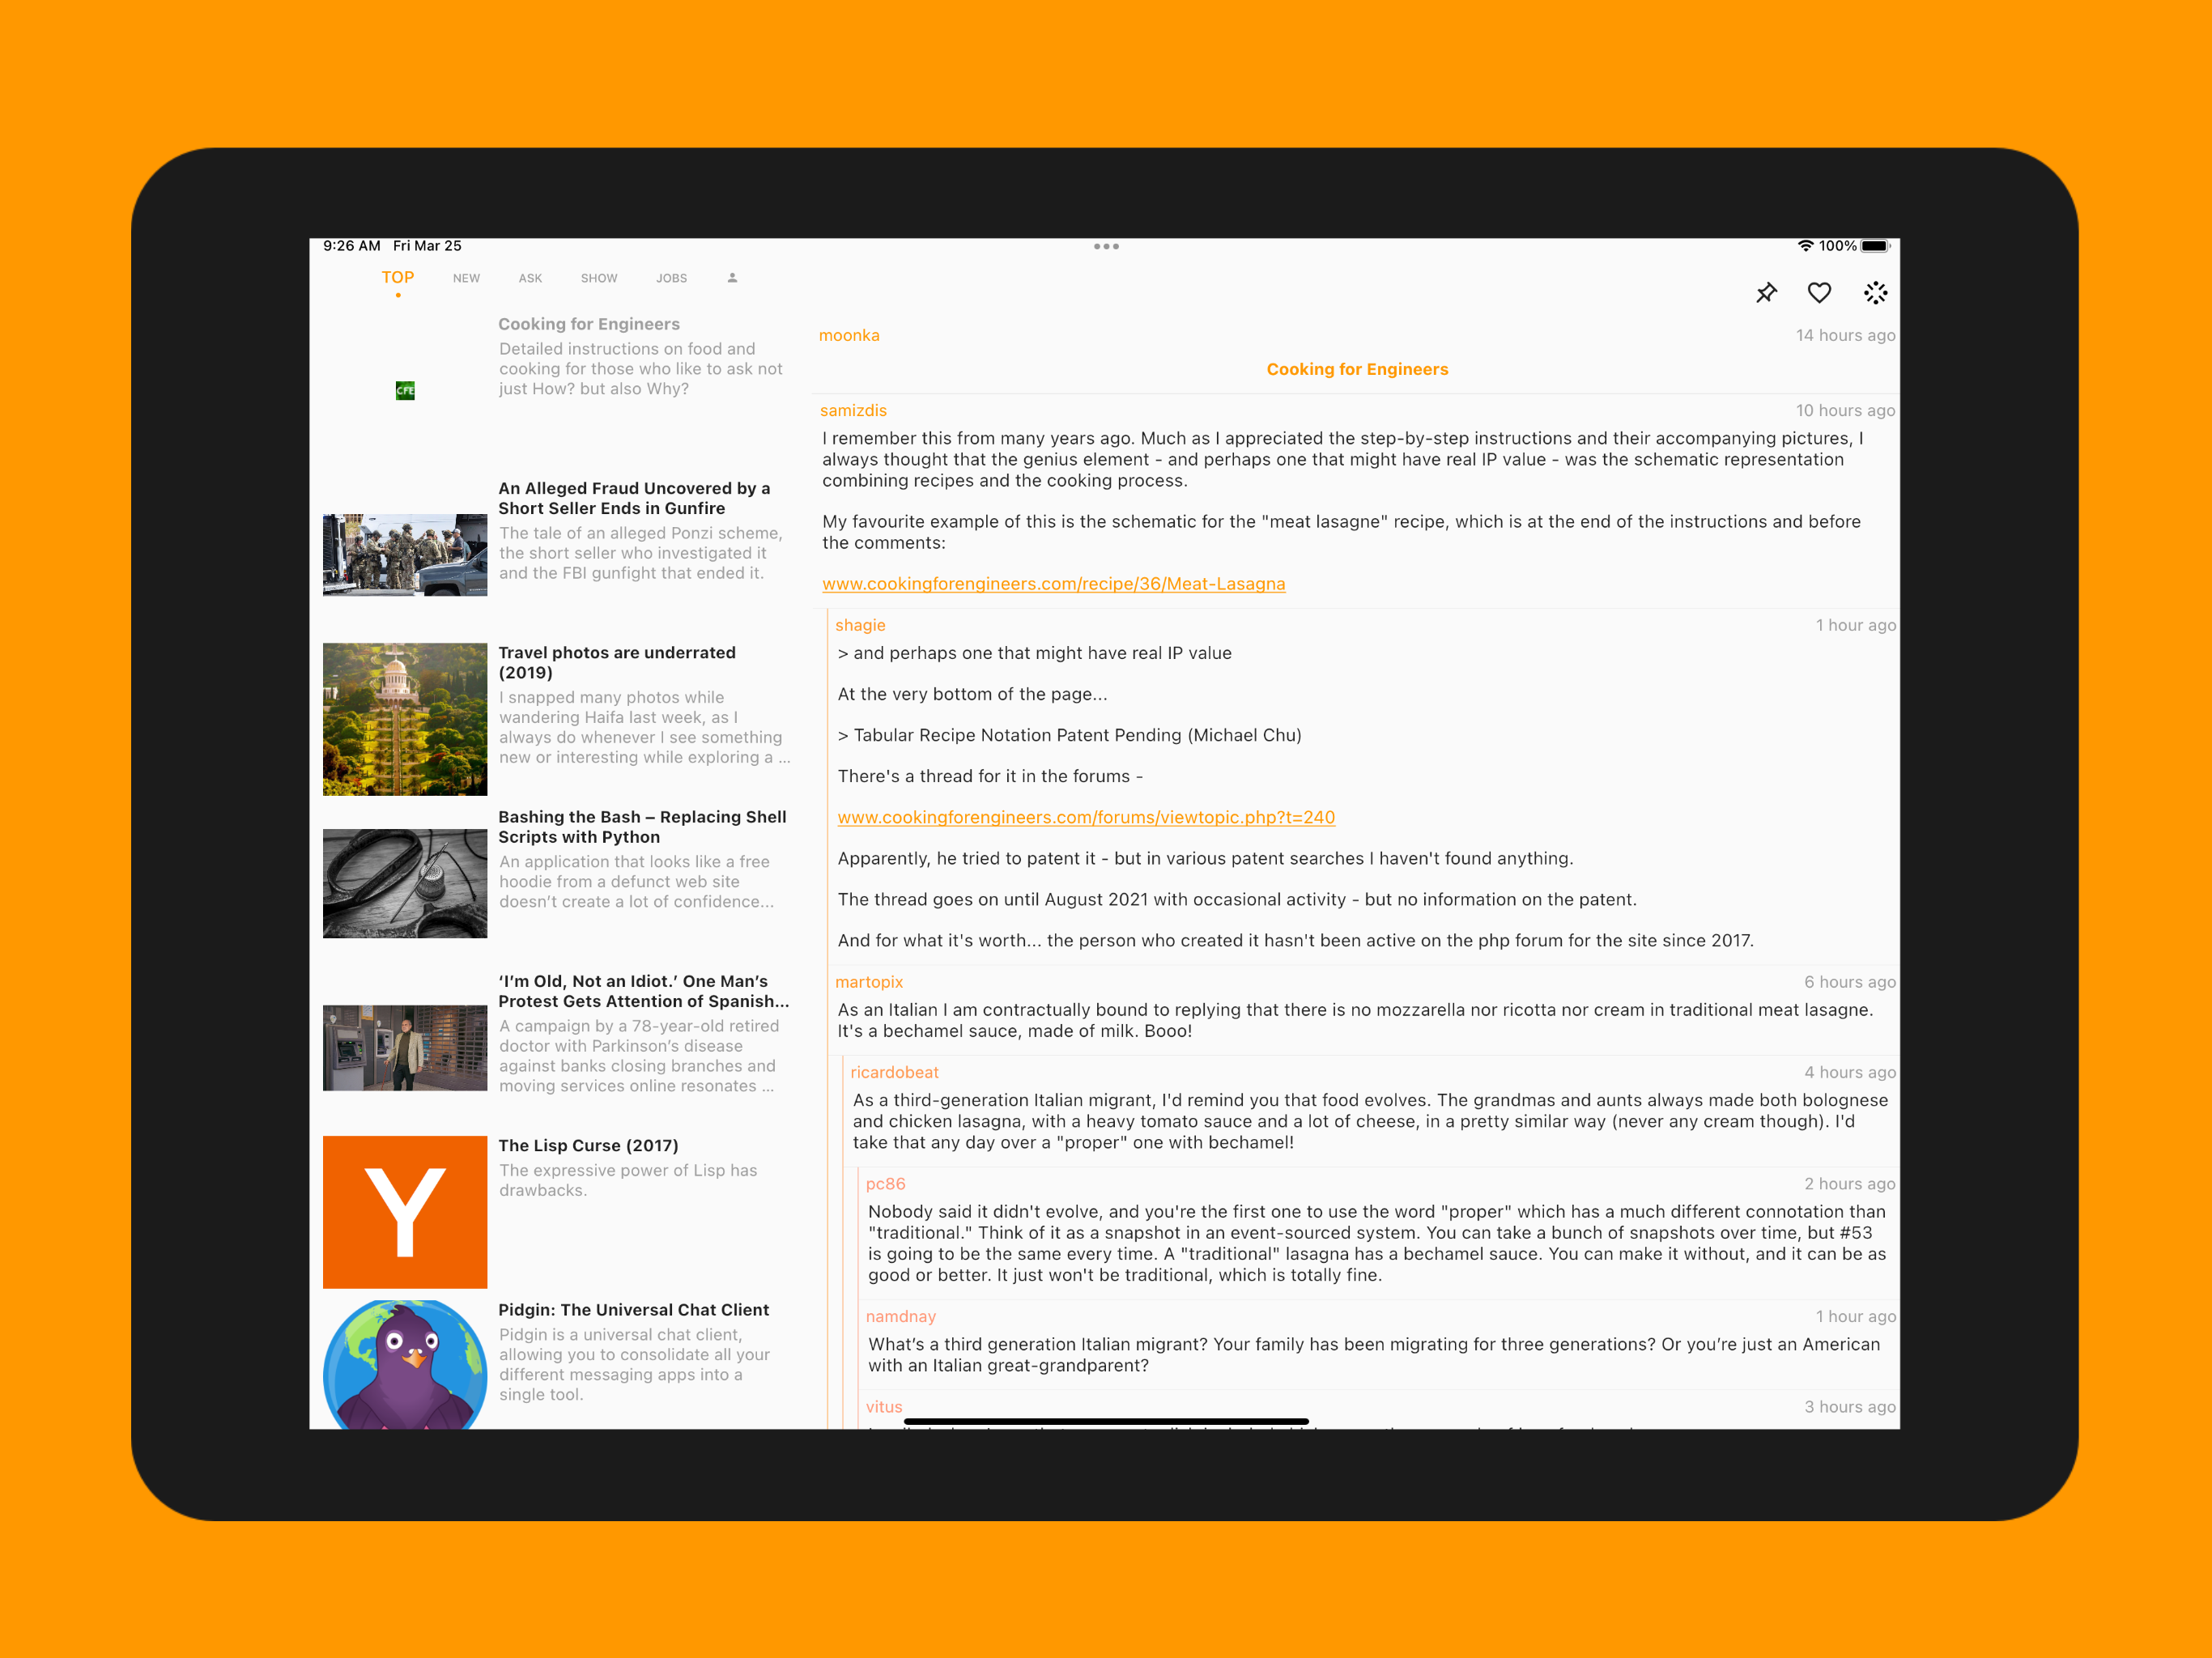 9:26 AM Fri Mar 25
100%
TOP NEW ASK SHOW JOBS
Cooking for Engineers
Detailed instructions on food and
cooking for those who like to ask not
just How? but also Why?
CFE
An Alleged Fraud Uncovered by a
Short Seller Ends in Gunfire
The tale of an alleged Ponzi scheme,
the short seller who investigated it
and the FBI gunfight that ended it.
Travel photos are underrated
(2019)
I snapped many photos while
wandering Haifa last week, as I
always do whenever I see something
new or interesting while exploring a ...
Bashing the Bash – Replacing Shell
Scripts with Python
An application that looks like a free
hoodie from a defunct web site
doesn't create a lot of confidence...
‘I’m Old, Not an Idiot.’ One Man’s
Protest Gets Attention of Spanish...
A campaign by a 78-year-old retired
doctor with Parkinson’s disease
against banks closing branches and
moving services online resonates ...
The Lisp Curse (2017)
The expressive power of Lisp has
drawbacks.
Y
Pidgin: The Universal Chat Client
Pidgin is a universal chat client,
allowing you to consolidate all your
different messaging apps into a
single tool.
moonka 14 hours ago
Cooking for Engineers
samizdis 10 hours ago
I remember this from many years ago. Much as I appreciated the step-by-step instructions and their accompanying pictures, I
always thought that the genius element - and perhaps one that might have real IP value - was the schematic representation
combining recipes and the cooking process.
My favourite example of this is the schematic for the "meat lasagne" recipe, which is at the end of the instructions and before
the comments:
www.cookingforengineers.com/recipe/36/Meat-Lasagna
shagie 1 hour ago
> and perhaps one that might have real IP value
At the very bottom of the page...
> Tabular Recipe Notation Patent Pending (Michael Chu)
There's a thread for it in the forums -
www.cookingforengineers.com/forums/viewtopic.php?t=240
Apparently, he tried to patent it - but in various patent searches I haven't found anything.
The thread goes on until August 2021 with occasional activity - but no information on the patent.
And for what it's worth... the person who created it hasn't been active on the php forum for the site since 2017.
martopix 6 hours ago
As an Italian I am contractually bound to replying that there is no mozzarella nor ricotta nor cream in traditional meat lasagne.
It's a bechamel sauce, made of milk. Booo!
ricardobeat 4 hours ago
As a third-generation Italian migrant, I'd remind you that food evolves. The grandmas and aunts always made both bolognese
and chicken lasagna, with a heavy tomato sauce and a lot of cheese, in a pretty similar way (never any cream though). I'd
take that any day over a "proper" one with bechamel!
pc86 2 hours ago
Nobody said it didn't evolve, and you're the first one to use the word "proper" which has a much different connotation than
"traditional." Think of it as a snapshot in an event-sourced system. You can take a bunch of snapshots over time, but #53
is going to be the same every time. A "traditional" lasagna has a bechamel sauce. You can make it without, and it can be as
good or better. It just won't be traditional, which is totally fine.
namdnay 1 hour ago
What’s a third generation Italian migrant? Your family has been migrating for three generations? Or you’re just an American
with an Italian great-grandparent?
vitus 3 hours ago